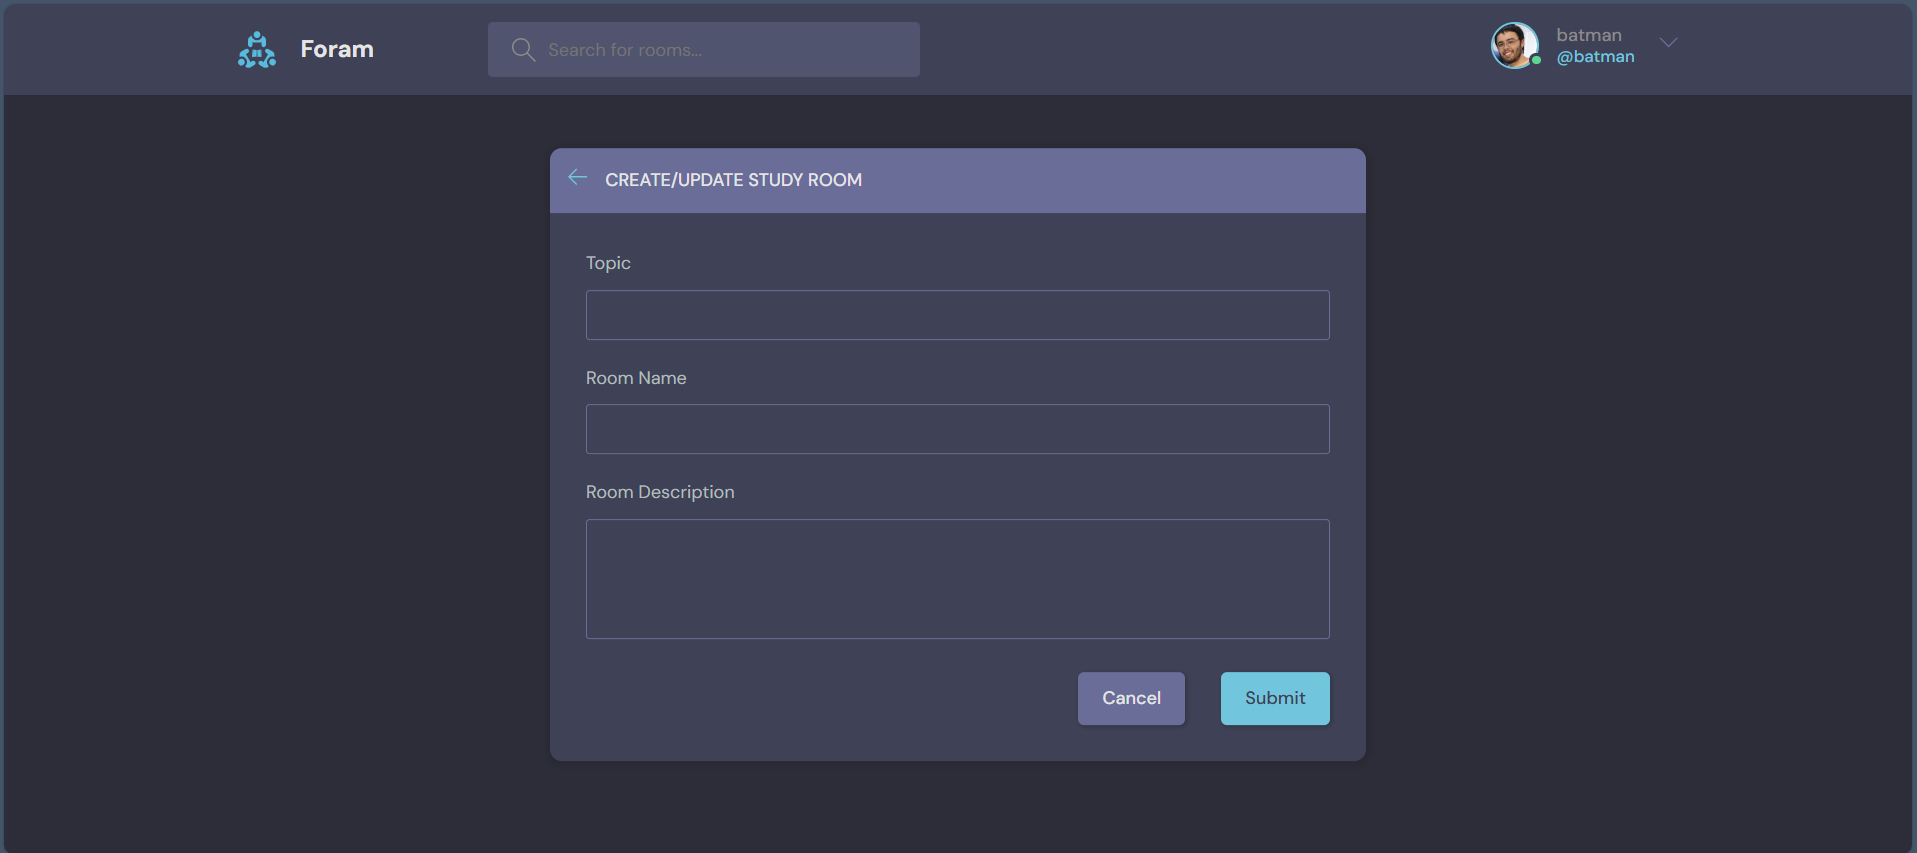 Foram
Search for rooms...
batman
@batman
CREATE/UPDATE STUDY ROOM
Topic
Room Name
Room Description
Cancel
Submit